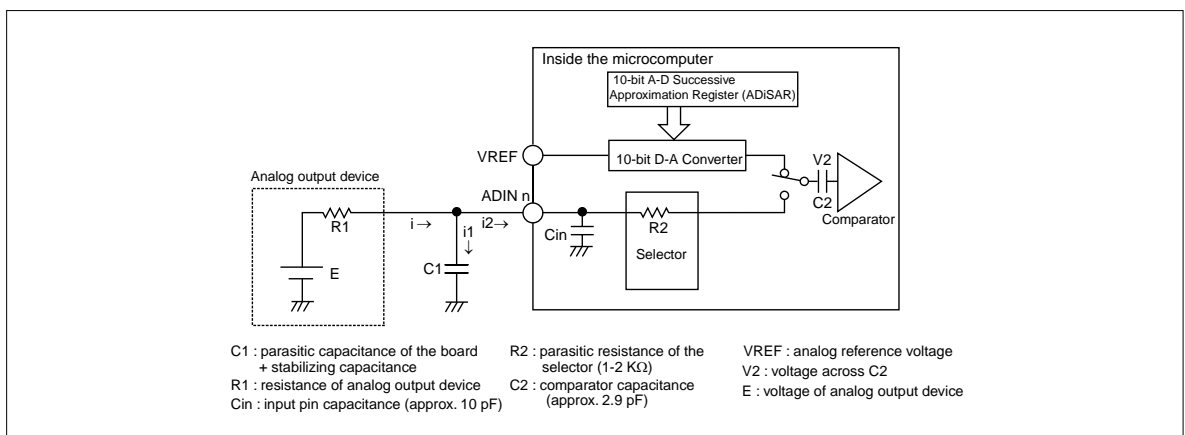 Inside the microcomputer
10-bit A-D Successive
Approximation Register (ADiSAR)
VREF
10-bit D-A Converter
V2
C2
Comparator
Analog output device
ADIN n
R1
i→
i1
↓
i2→
Cin
R2
Selector
E
C1
C1 : parasitic capacitance of the board
+ stabilizing capacitance
R1 : resistance of analog output device
Cin : input pin capacitance (approx. 10 pF)
R2 : parasitic resistance of the
selector (1-2 KΩ)
C2 : comparator capacitance
(approx. 2.9 pF)
VREF : analog reference voltage
V2 : voltage across C2
E : voltage of analog output device